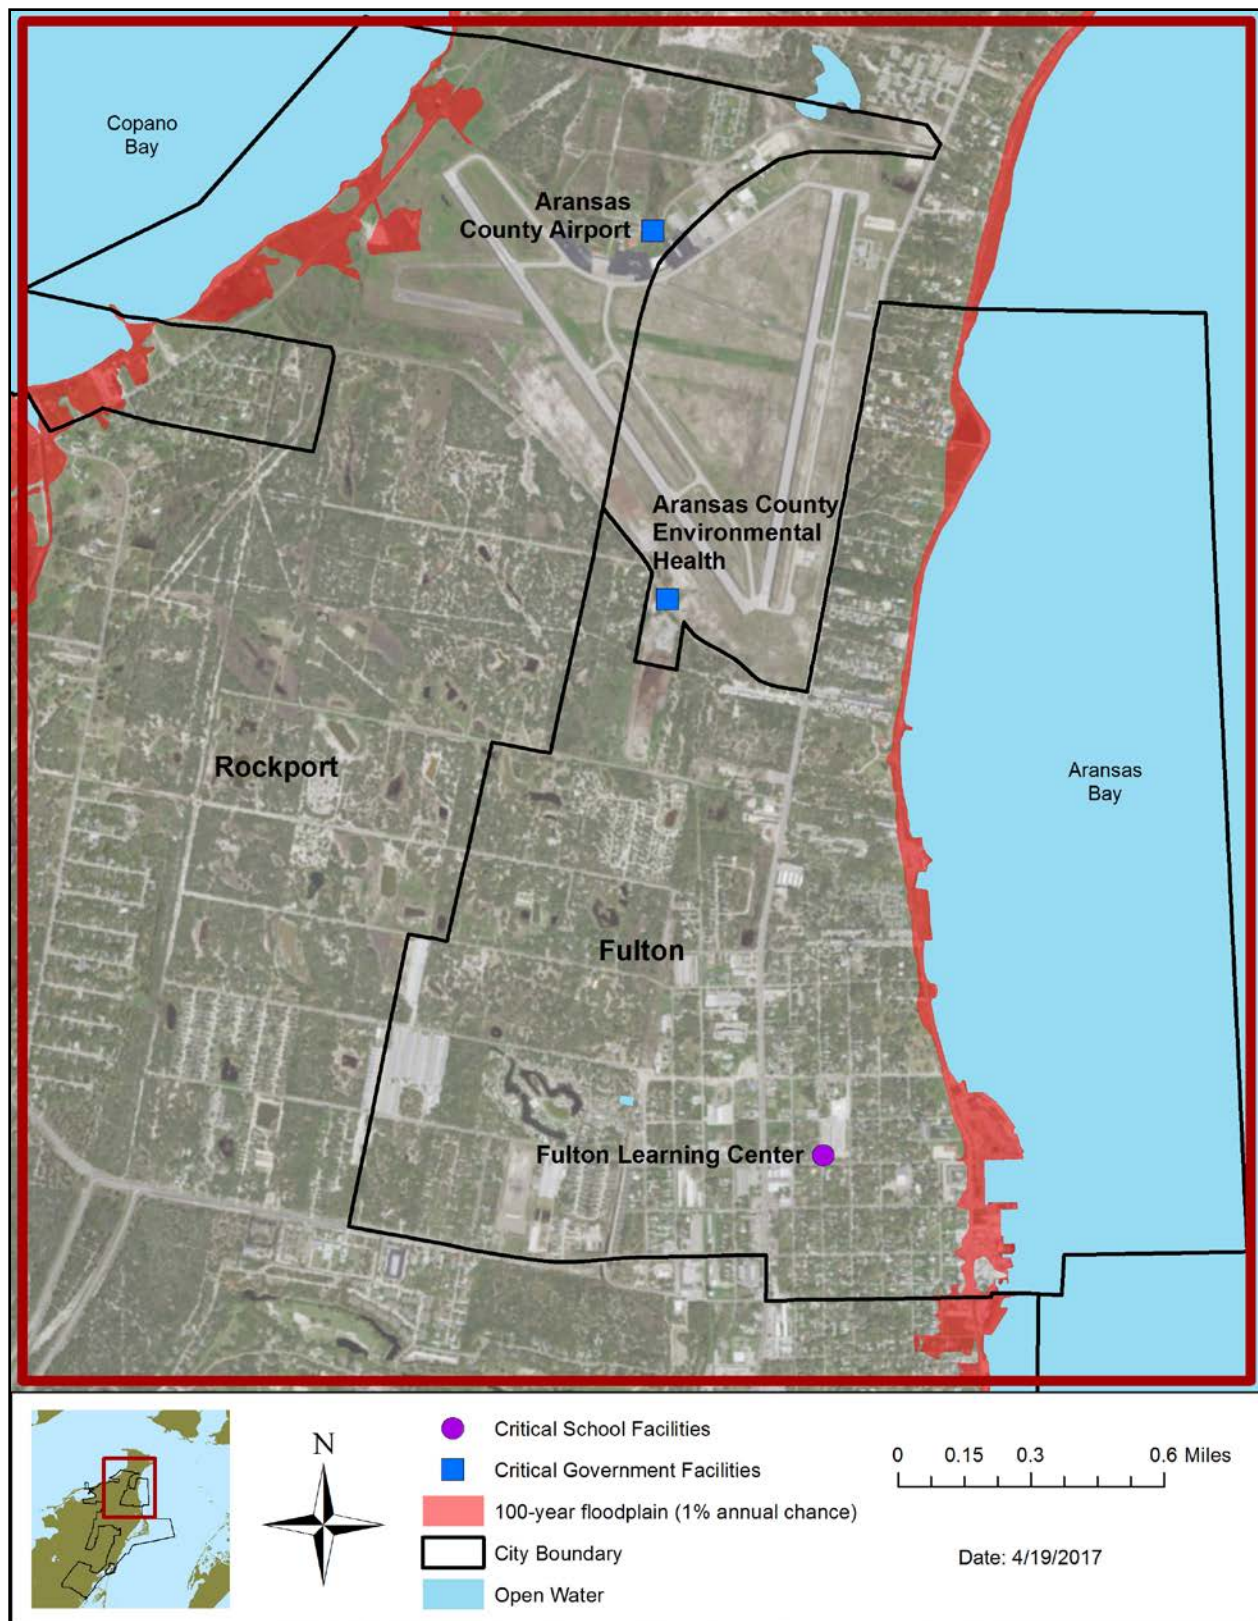 Copano
Bay
Aransas
County Airport
Aransas County
Environmental
Health
Rockport
Aransas
Bay
Fulton
Fulton Learning Center
N
Critical School Facilities
Critical Government Facilities
100-year floodplain (1% annual chance)
City Boundary
Open Water
0 0.15 0.3 0.6 Miles
Date: 4/19/2017